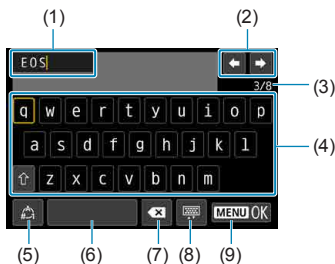 (1)
(2)
EOS
3/8
(3)
q w e r t y u i o p
a s d f g h j k l
(4)
z x c v b n m
MENU OK
(5)
(6)
(7)
(8)
(9)